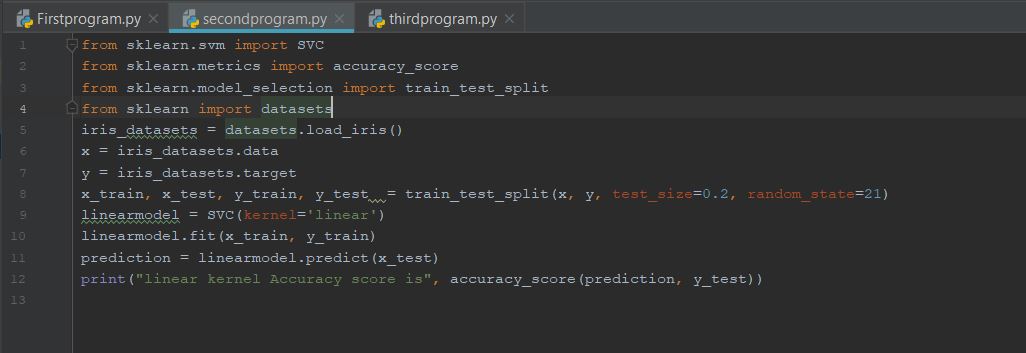 Firstprogram.py secondprogram.py thirdprogram.py
1 from sklearn.svm import SVC
2 from sklearn.metrics import accuracy_score
3 from sklearn.model_selection import train_test_split
4 from sklearn import datasets
5 iris_datasets = datasets.load_iris()
6 x = iris_datasets.data
7 y = iris_datasets.target
8 x_train, x_test, y_train, y_test  = train_test_split(x, y, test_size=0.2, random_state=21)
9 linearmodel = SVC(kernel='linear')
10 linearmodel.fit(x_train, y_train)
11 prediction = linearmodel.predict(x_test)
12 print("linear kernel Accuracy score is", accuracy_score(prediction, y_test))
13